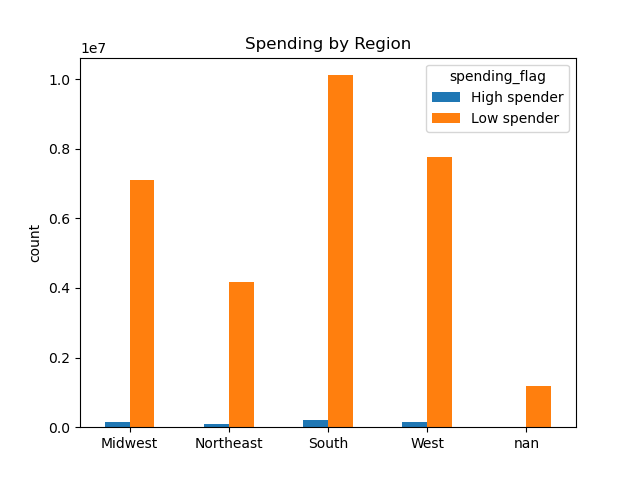 Spending by Region
1e7
spending_flag
High spender
Low spender
1.0
0.8
0.6
0.4
0.2
0.0
count
Midwest Northeast South West nan